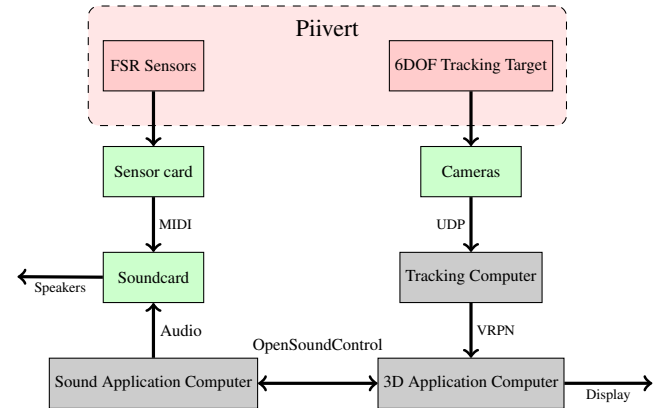 Piivert
FSR Sensors
6DOF Tracking Target
Sensor card
Cameras
MIDI
UDP
Soundcard
Tracking Computer
Speakers
Audio
VRPN
OpenSoundControl
Sound Application Computer
3D Application Computer
Display